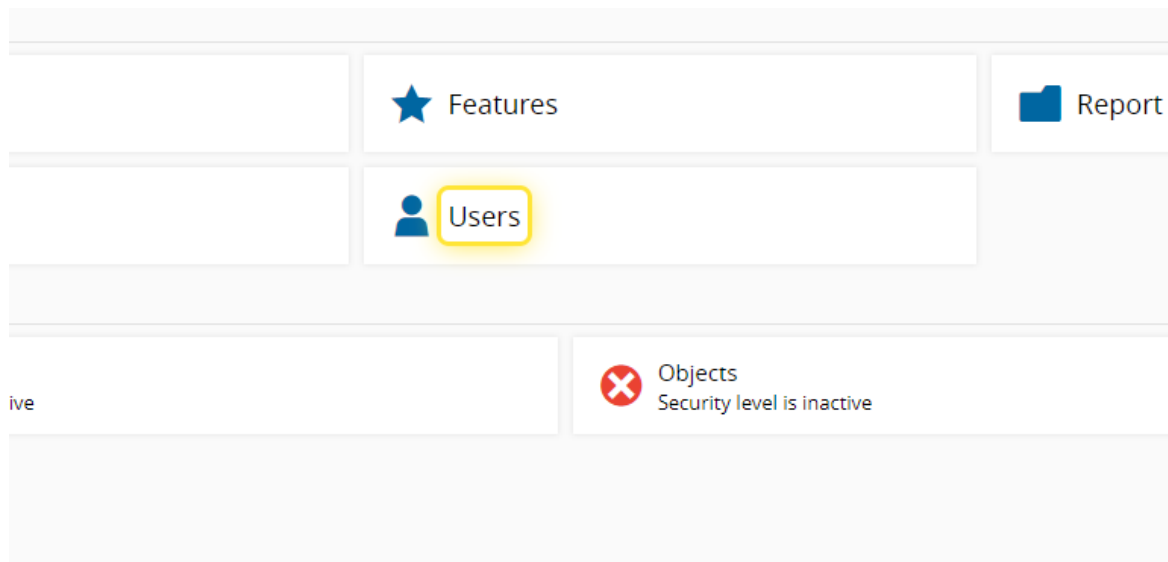 Features
Report
Users
ive
Objects
Security level is inactive